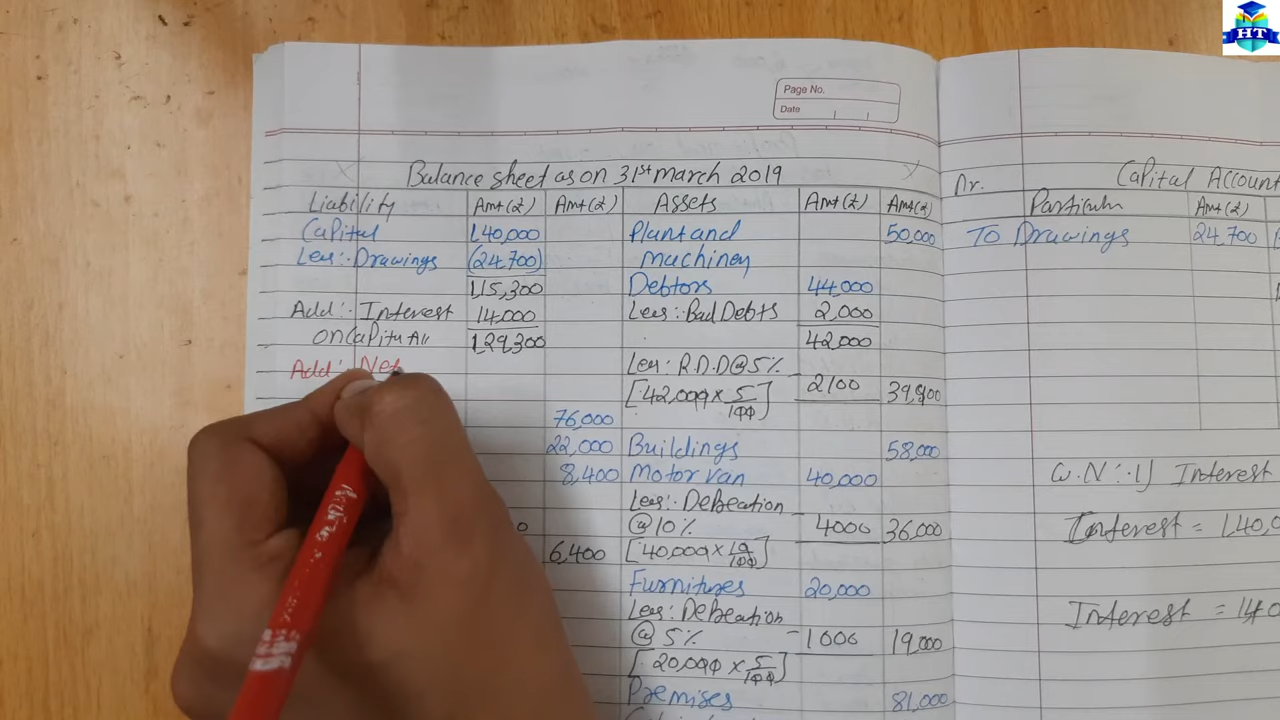 HT
Page No.
Date
Balance sheet as on 31st march 2019
Liability Amt(₹) Amt(₹) Assets Amt(₹) Amt(₹)
Capital 1,40,000 Plant and 50,000
Less:- Drawings (24,700) machiney
1,15,300 Debtors 44,000
Add:- Interest 14,000 Less:- Bad Debts 2,000
on capital 1,29,300 42,000
Add:- Net Less: R.D.D@5% 2100
[42,000 × 5/100] 39,900
76,000
22,000 Buildings 58,000
8,400 Motor van 40,000
Less:- Depreation
@ 10% 4000 36,000
6,400 [40,000 × 10/100]
Furnitures 20,000
Less: Depreation
@ 5% 1000 19,000
[20,000 × 5/100]
Premises 81,000
Dr. Capital Account
Particular Amt(₹)
To Drawings 24,700
W.N:-1) Interest
Interest = 1,40,0
Interest = 14,0